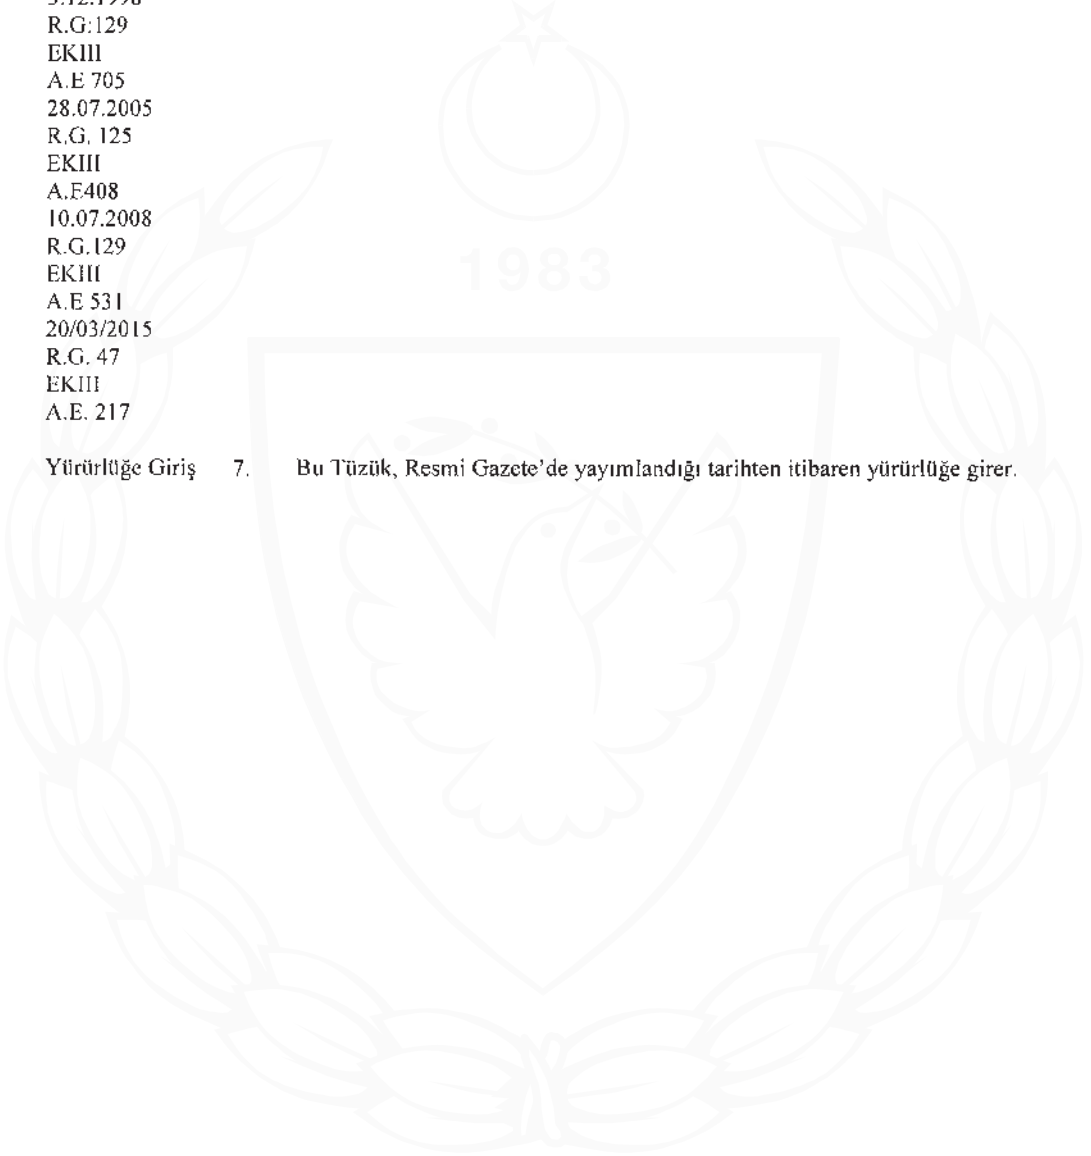 R.G:129
EKIII
A.E 705
28.07.2005
R.G. 125
EKIII
A.E408
10.07.2008
R.G.129
EKIII
A.E 531
20/03/2015
R.G. 47
EKIII
A.E. 217
Yürürlüğe Giriş 7. Bu Tüzük, Resmi Gazete’de yayımlandığı tarihten itibaren yürürlüğe girer.
1983